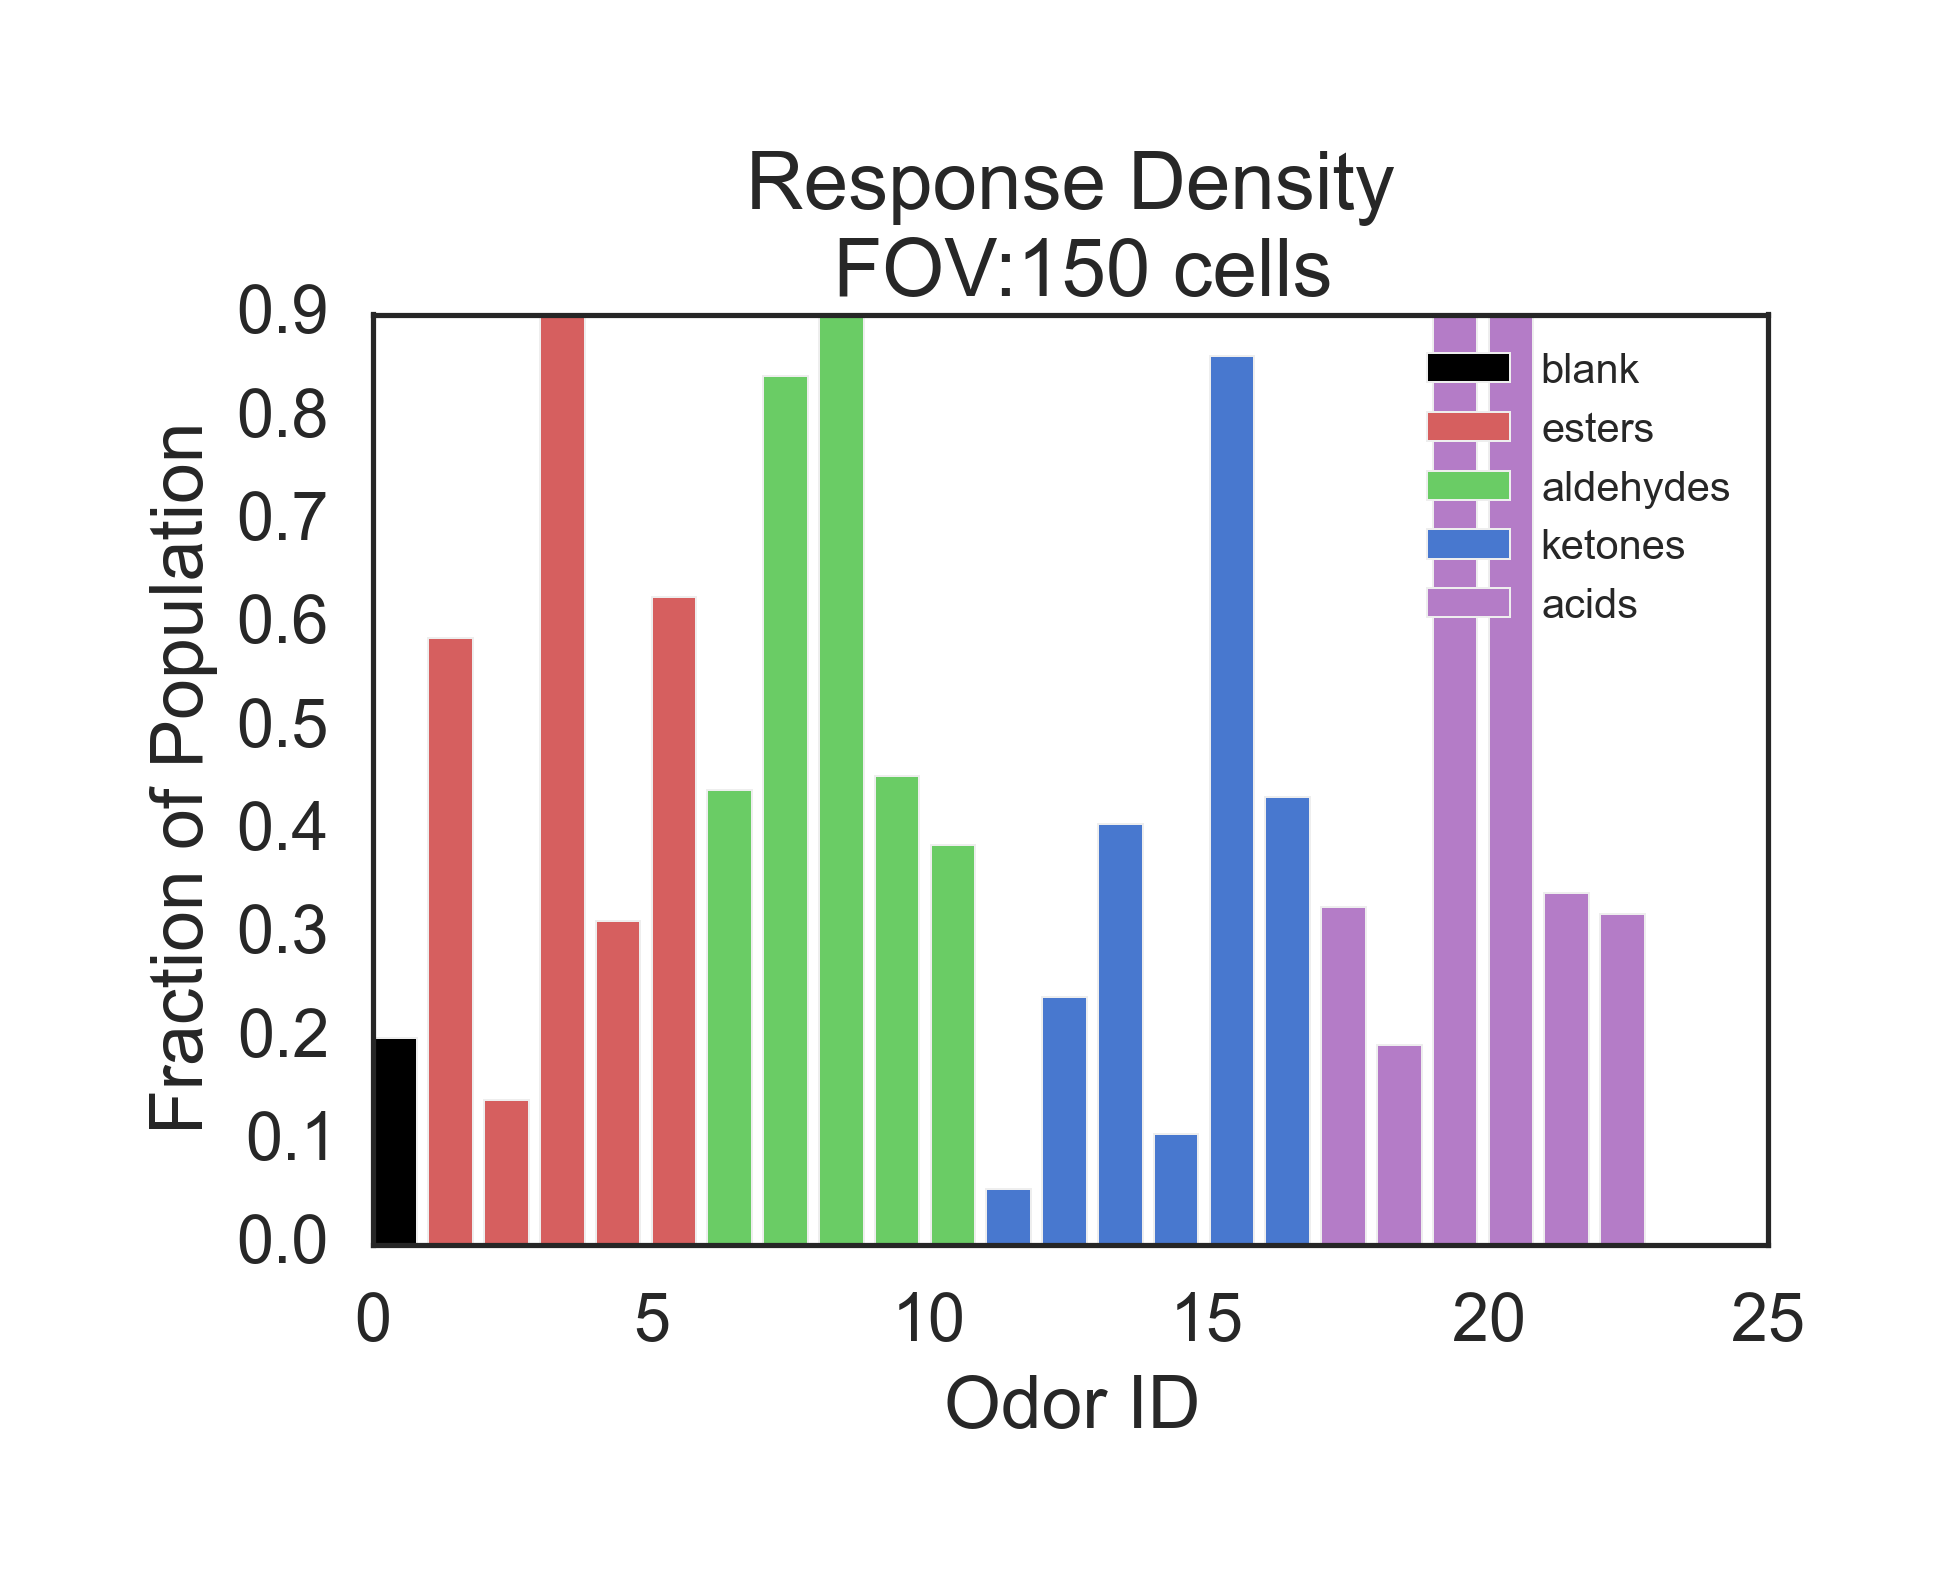 Response Density
FOV:150 cells
0.9
0.8
0.7
0.6
0.5
0.4
0.3
0.2
0.1
0.0
Fraction of Population
blank
esters
aldehydes
ketones
acids
0 5 10 15 20 25
Odor ID